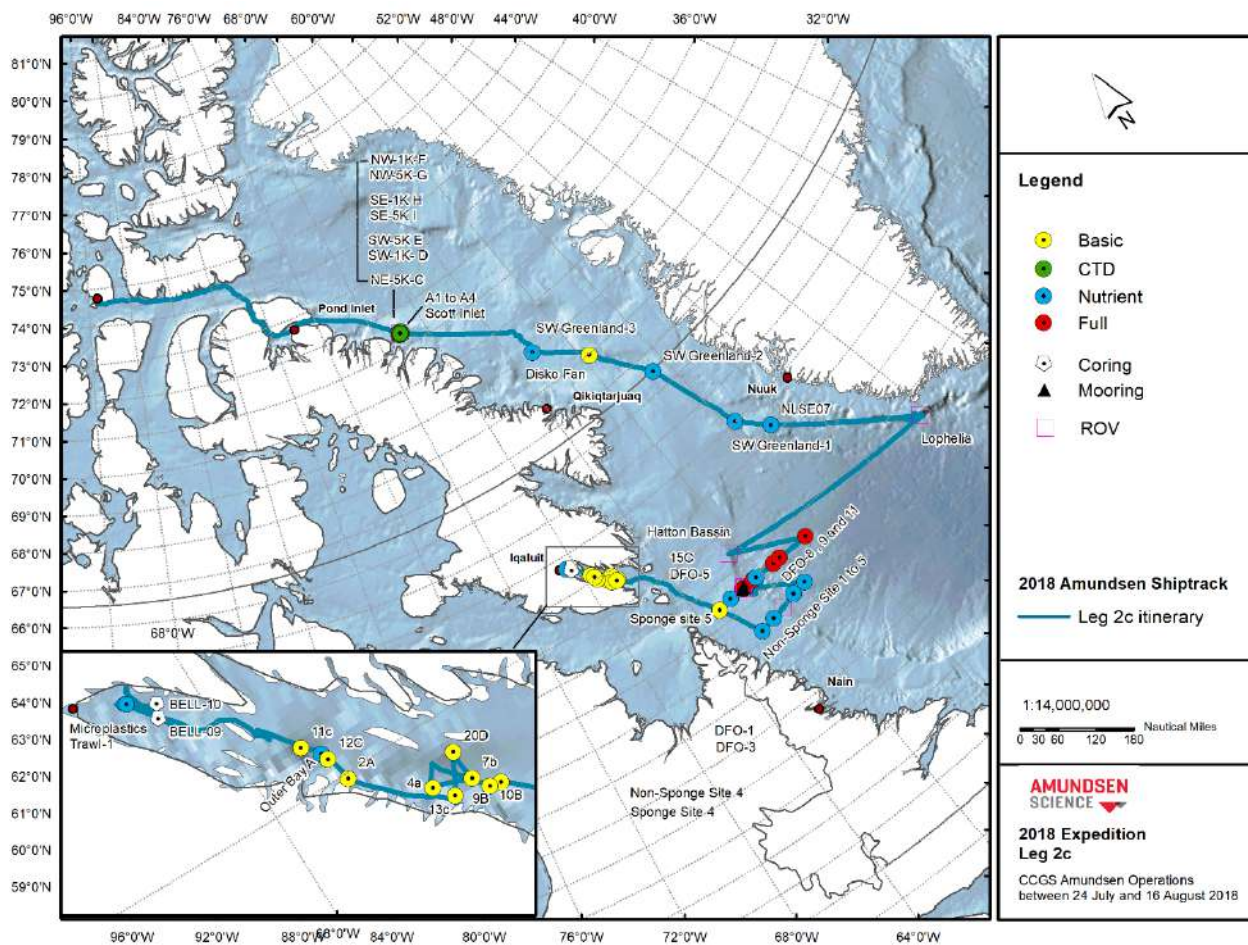 96°0'W 84°0'W 76°0'W 68°0'W 60°0'W 52°0'W 48°0'W 44°0'W 40°0'W 36°0'W 32°0'W
81°0'N
80°0'N
79°0'N
78°0'N
77°0'N
76°0'N
75°0'N
74°0'N
73°0'N
72°0'N
71°0'N
70°0'N
69°0'N
68°0'N
67°0'N
66°0'N
65°0'N
64°0'N
63°0'N
62°0'N
61°0'N
60°0'N
59°0'N
NW-1K-F
NW-5K-G
SE-1K H
SE-5K I
SW-5K E
SW-1K- D
NE-5K-C
A1 to A4
Scott Inlet
Pond Inlet
SW Greenland-3
Disko Fan
SW Greenland-2
Qikiqtarjuaq
Nuuk
NLSE07
SW Greenland-1
Lophelia
Hatton Bassin
15C
DFO-5
DFO-8 , 9 and 11
Iqaluit
Sponge site 5
Non-Sponge Site 1 to 5
Nain
DFO-1
DFO-3
Non-Sponge Site 4
Sponge Site 4
68°0'W
Microplastics
Trawl-1
BELL-10
BELL-09
11c
12C
Outer Bay A
2A
20D
7b
4a
13c
9B
10B
68°0'W
96°0'W 92°0'W 88°0'W 84°0'W 80°0'W 76°0'W 72°0'W 68°0'W 64°0'W
Legend
Basic
CTD
Nutrient
Full
Coring
Mooring
ROV
2018 Amundsen Shiptrack
Leg 2c itinerary
1:14,000,000
Nautical Miles
0 30 60 120 180
AMUNDSEN
SCIENCE
2018 Expedition
Leg 2c
CCGS Amundsen Operations
between 24 July and 16 August 2018